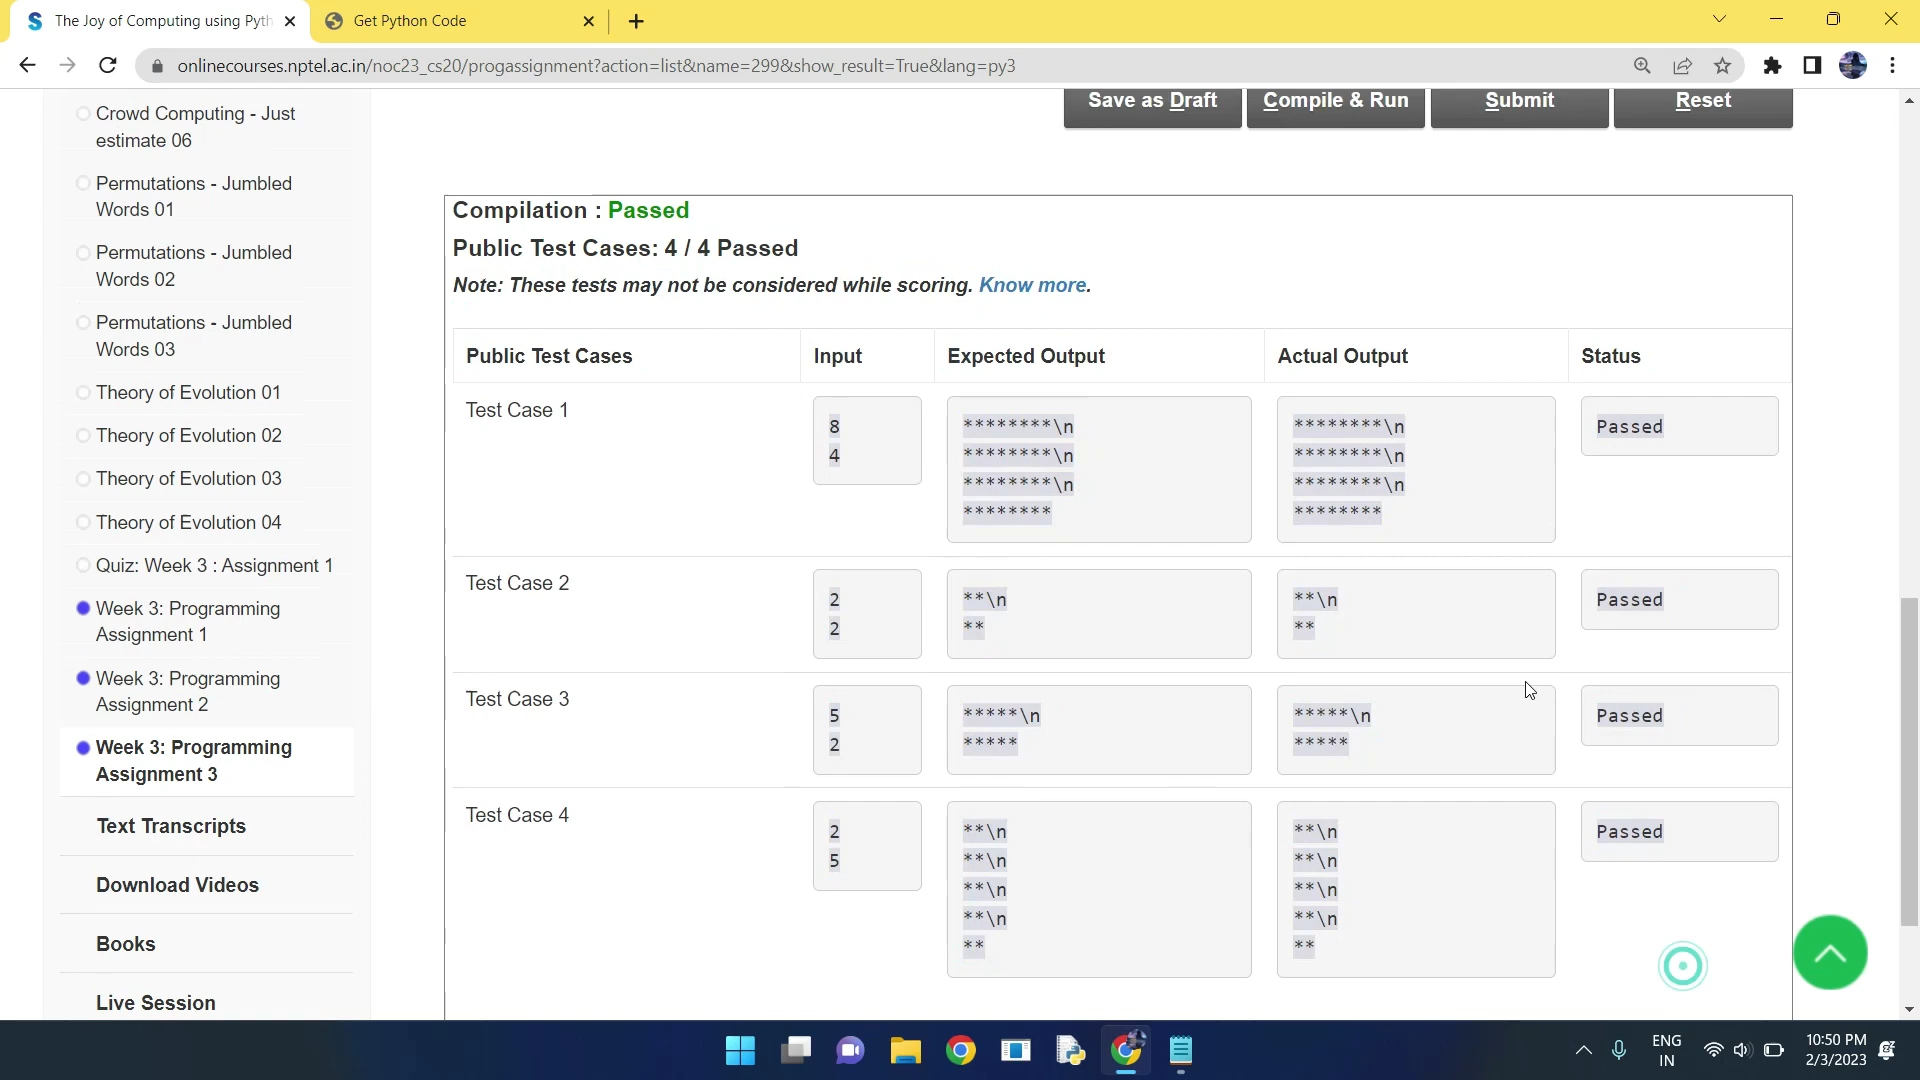 The Joy of Computing using Pyth
Get Python Code
onlinecourses.nptel.ac.in/noc23_cs20/progassignment?action=list&name=299&show_result=True&lang=py3
Crowd Computing - Just
estimate 06
Permutations - Jumbled
Words 01
Permutations - Jumbled
Words 02
Permutations - Jumbled
Words 03
Theory of Evolution 01
Theory of Evolution 02
Theory of Evolution 03
Theory of Evolution 04
Quiz: Week 3 : Assignment 1
Week 3: Programming
Assignment 1
Week 3: Programming
Assignment 2
Week 3: Programming
Assignment 3
Text Transcripts
Download Videos
Books
Live Session
Save as Draft Compile & Run Submit Reset
Compilation : Passed
Public Test Cases: 4 / 4 Passed
Note: These tests may not be considered while scoring. Know more.
Public Test Cases Input Expected Output Actual Output Status
Test Case 1
8 ********\n ********\n Passed
4 ********\n ********\n
********\n ********\n
******** ********
Test Case 2
2 **\n **\n Passed
2 ** **
Test Case 3
5 *****\n *****\n Passed
2 ***** *****
Test Case 4
2 **\n **\n Passed
5 **\n **\n
**\n **\n
**\n **\n
** **
ENG
IN
10:50 PM
2/3/2023